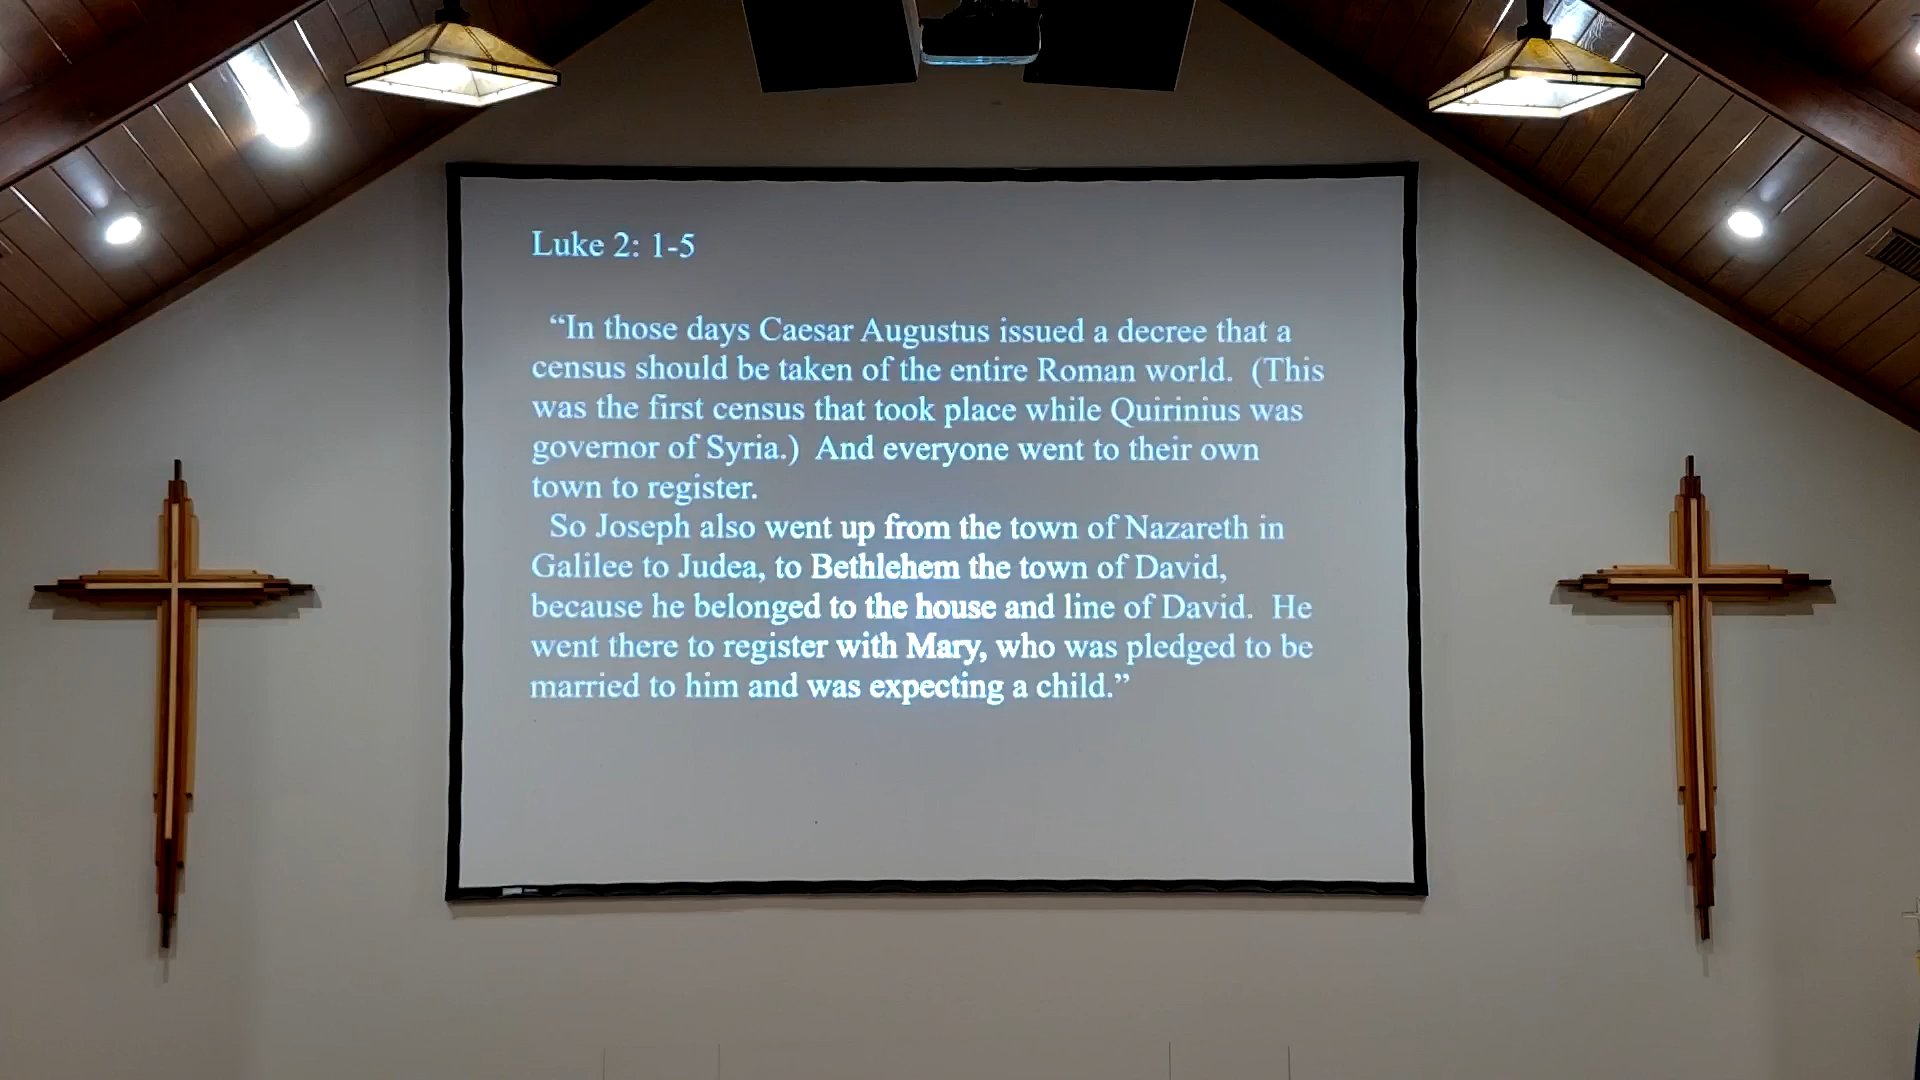 Luke 2: 1-5
“In those days Caesar Augustus issued a decree that a
census should be taken of the entire Roman world.  (This
was the first census that took place while Quirinius was
governor of Syria.)  And everyone went to their own
town to register.
So Joseph also went up from the town of Nazareth in
Galilee to Judea, to Bethlehem the town of David,
because he belonged to the house and line of David.  He
went there to register with Mary, who was pledged to be
married to him and was expecting a child.”